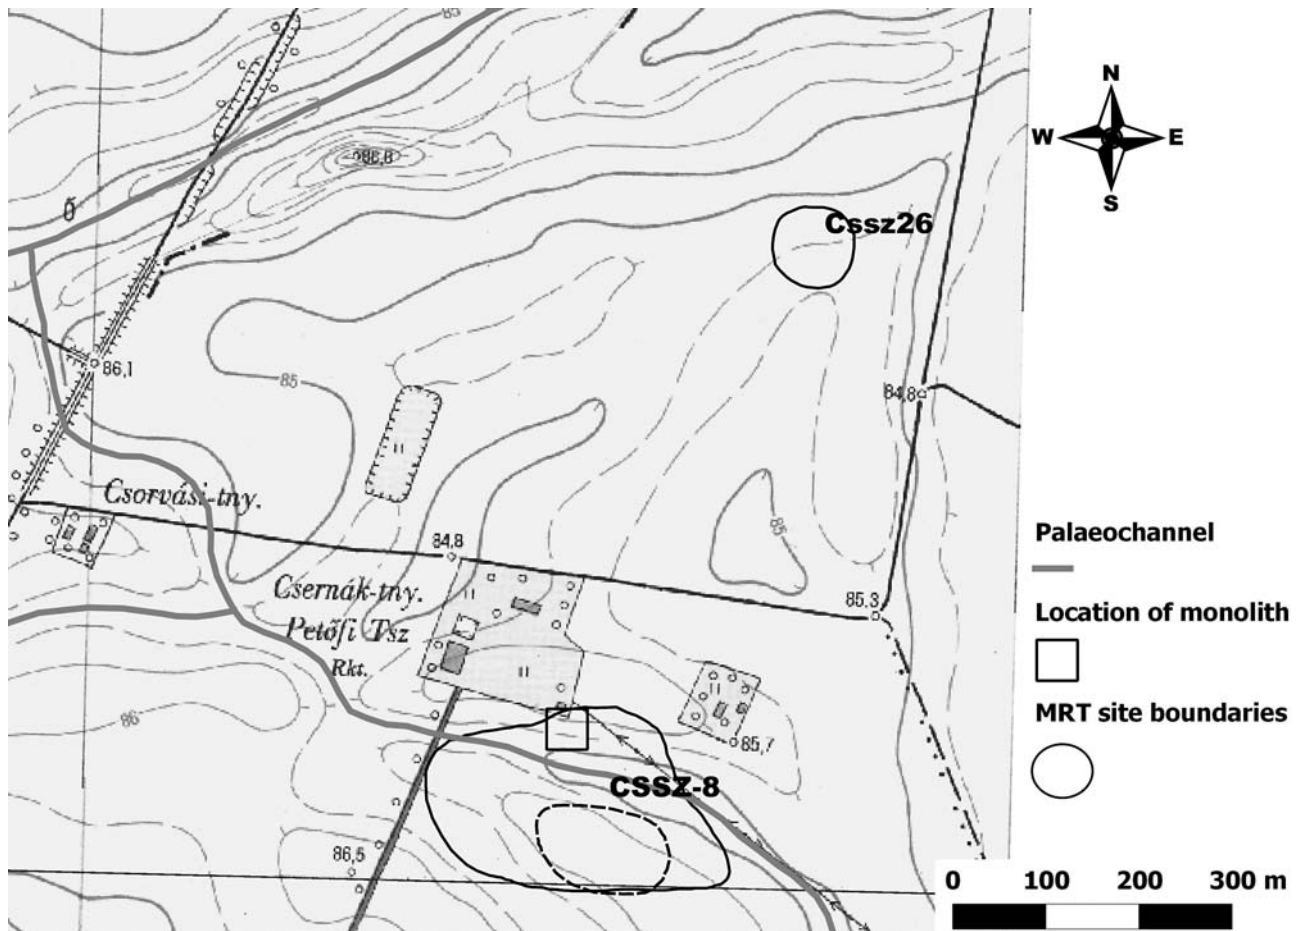 85
N
W
E
S
86,8
Ő
Cssz26
86,1
85
84,8
85
Csorvási-tny.
84,8
Csernák-tny.
Petőfi Tsz
Rkt.
85,3
86
85,7
CSSZ-8
86,5
Palaeochannel
Location of monolith
MRT site boundaries
0 100 200 300 m